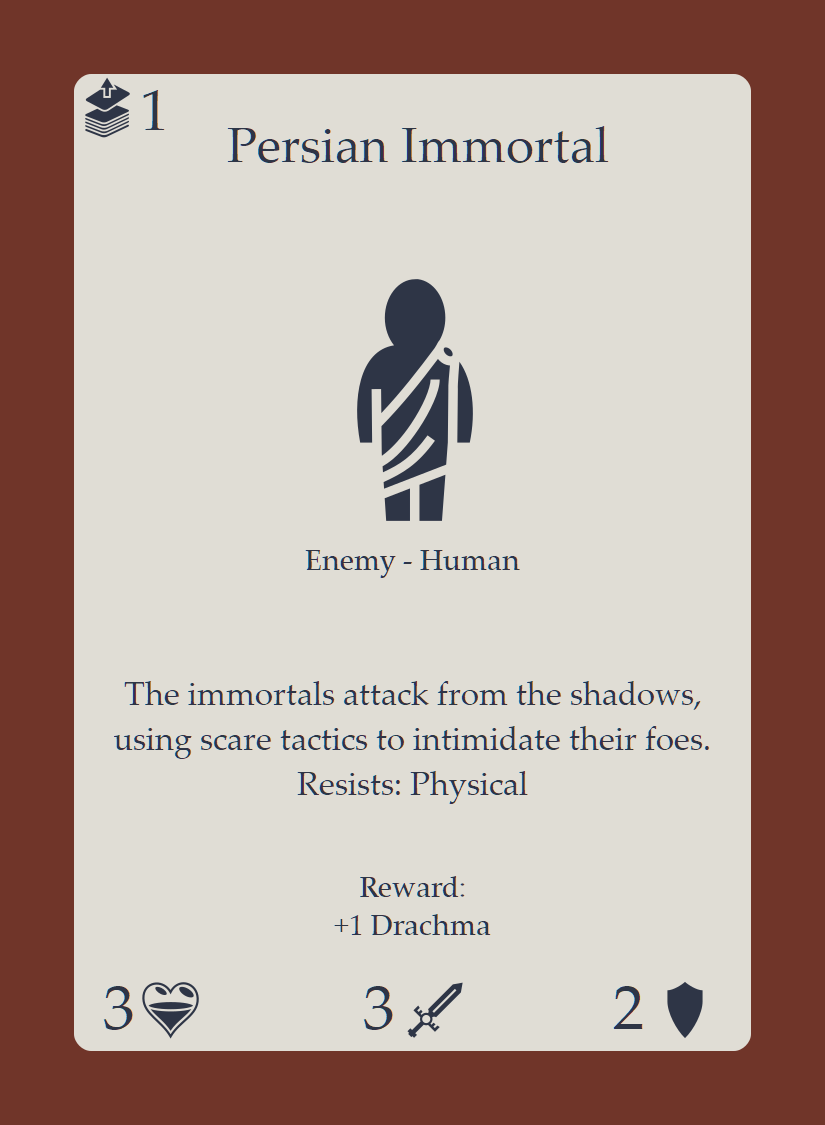 1
Persian Immortal
Enemy - Human
The immortals attack from the shadows,
using scare tactics to intimidate their foes.
Resists: Physical
Reward:
+1 Drachma
3 3 2